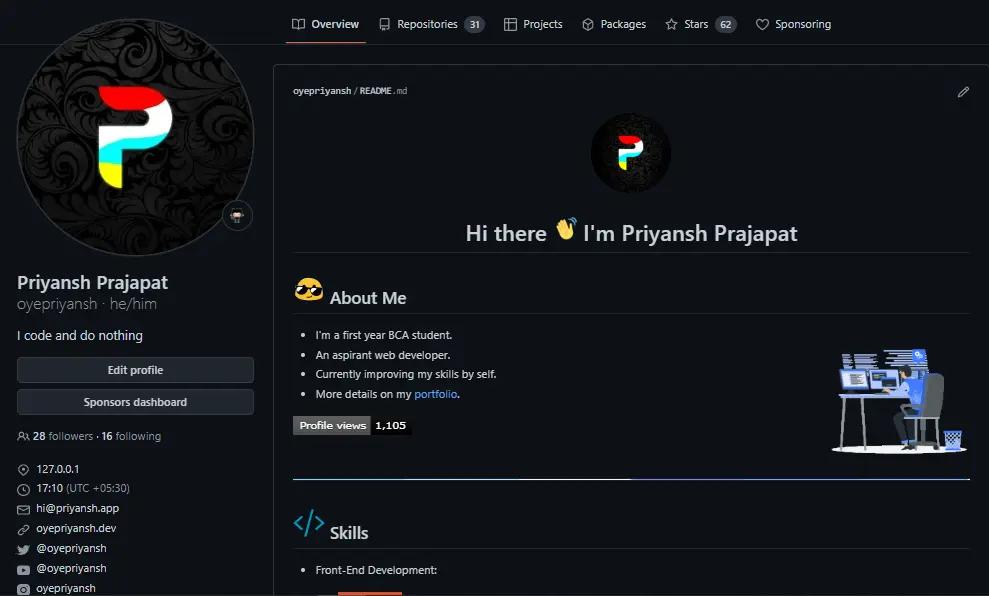 Overview Repositories 31 Projects Packages Stars 62 Sponsoring
oyepriyansh / README.md
Hi there 👋 I'm Priyansh Prajapat
Priyansh Prajapat
oyepriyansh · he/him
I code and do nothing
Edit profile
Sponsors dashboard
28 followers · 16 following
127.0.0.1
17:10 (UTC +05:30)
hi@priyansh.app
oyepriyansh.dev
@oyepriyansh
@oyepriyansh
oyepriyansh
😎 About Me
• I'm a first year BCA student.
• An aspirant web developer.
• Currently improving my skills by self.
• More details on my portfolio.
Profile views 1,105
</> Skills
• Front-End Development: